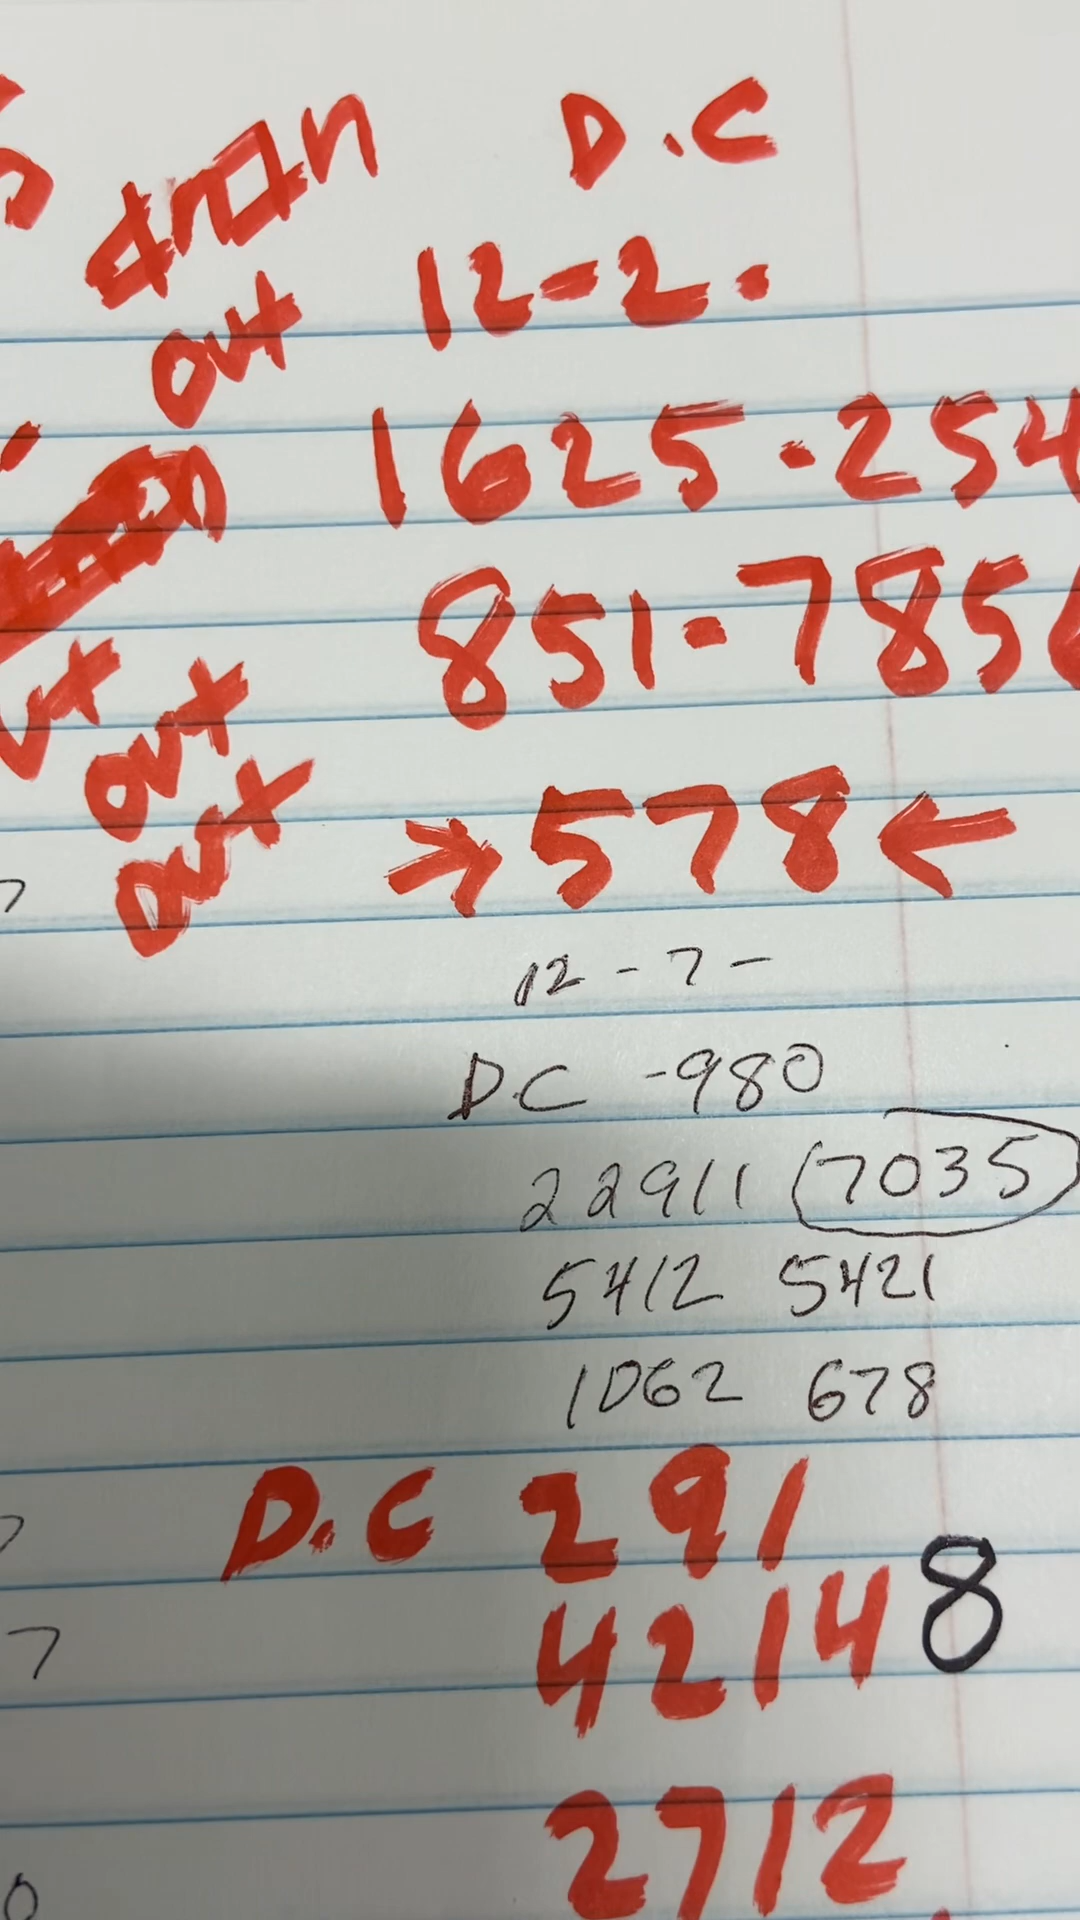 D.C
out 12-2.
1625.254
851-785
out
out
→578←
12-7-
DC -980
22911 (7035)
5412 5421
1062 678
D.C 291
42148
7
2712